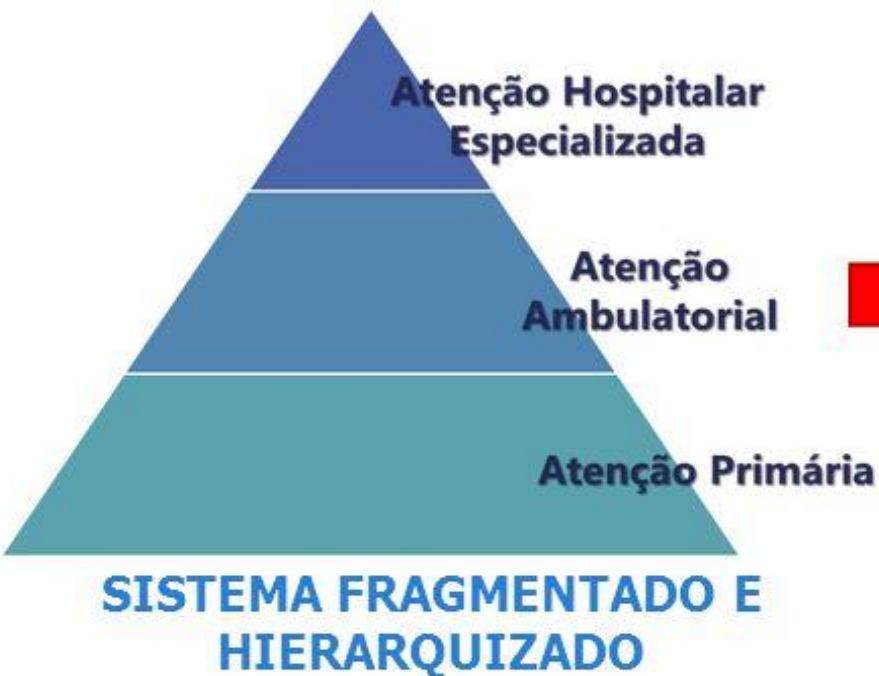 Atenção Hospitalar
Especializada
Atenção
Ambulatorial
Atenção Primária
SISTEMA FRAGMENTADO E
HIERARQUIZADO